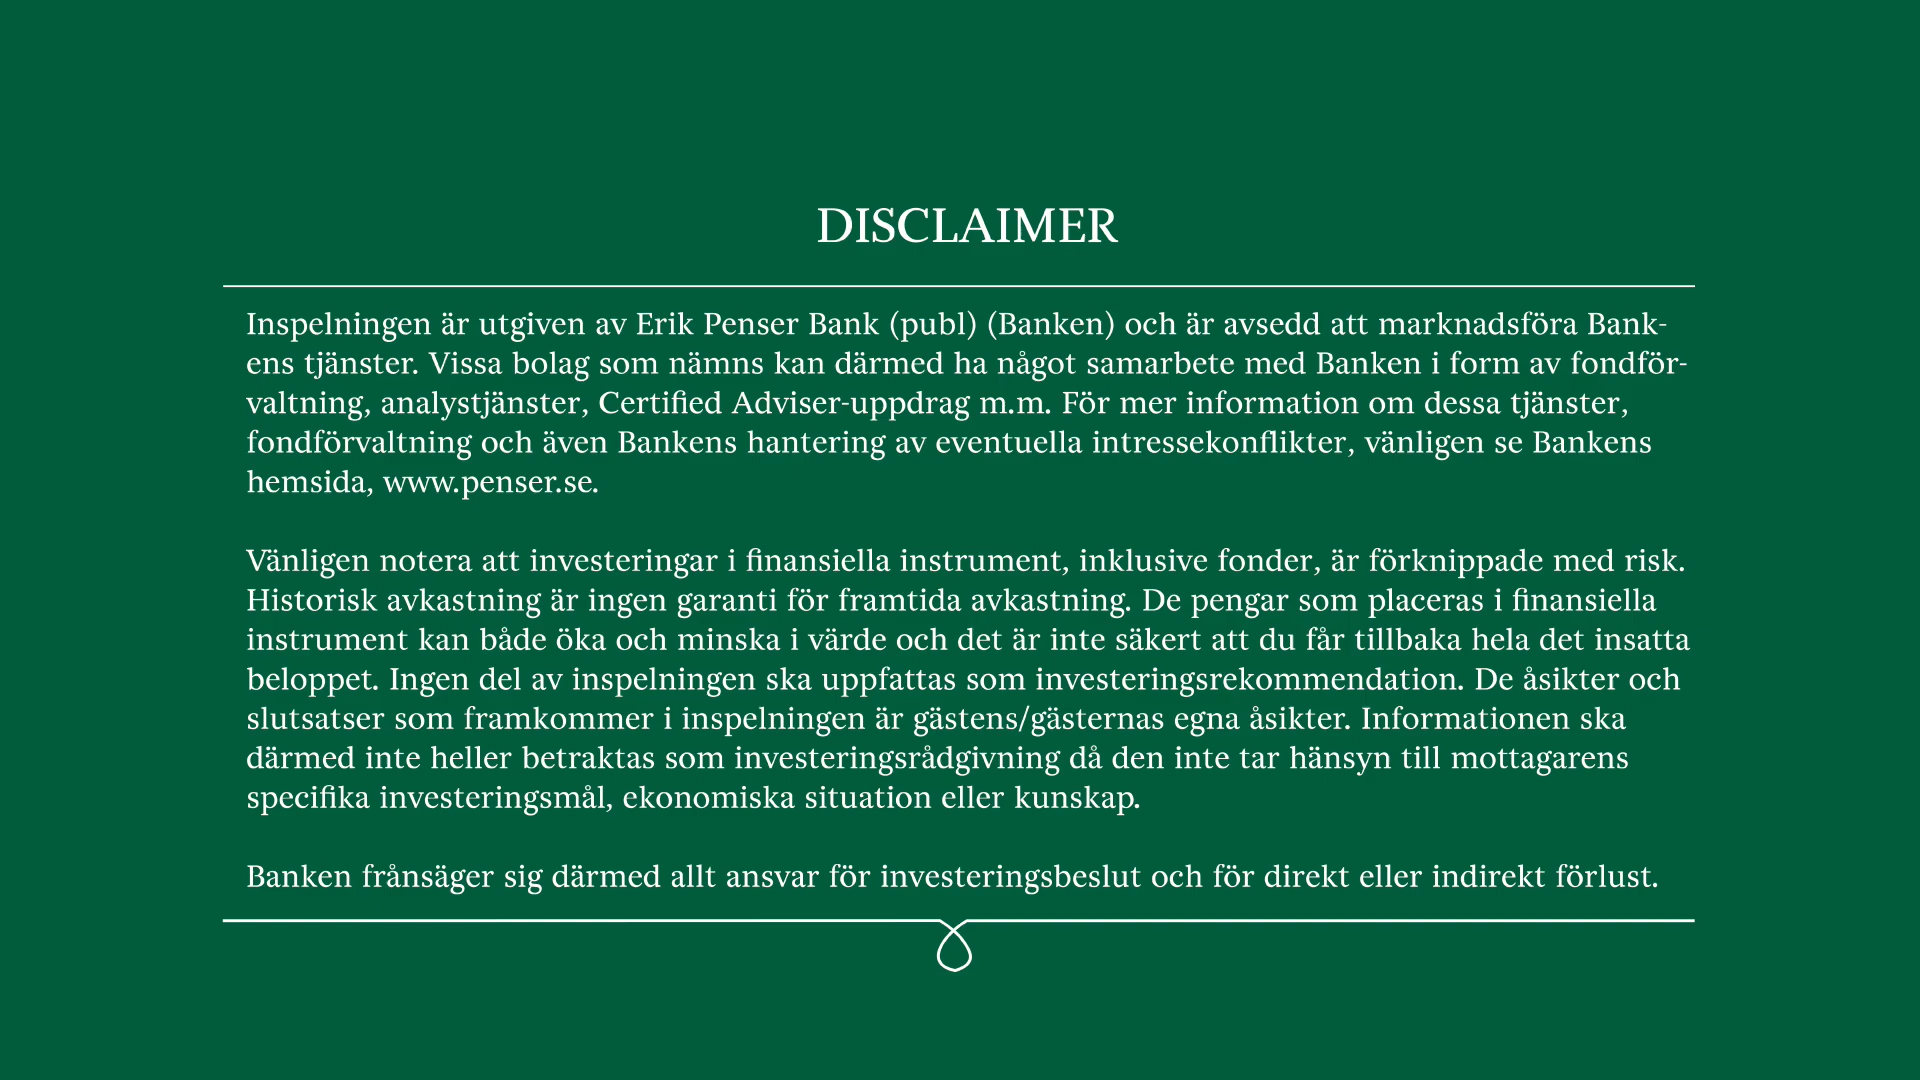 DISCLAIMER
Inspelningen är utgiven av Erik Penser Bank (publ) (Banken) och är avsedd att marknadsföra Bank-
ens tjänster. Vissa bolag som nämns kan därmed ha något samarbete med Banken i form av fondför-
valtning, analystjänster, Certified Adviser-uppdrag m.m. För mer information om dessa tjänster,
fondförvaltning och även Bankens hantering av eventuella intressekonflikter, vänligen se Bankens
hemsida, www.penser.se.
Vänligen notera att investeringar i finansiella instrument, inklusive fonder, är förknippade med risk.
Historisk avkastning är ingen garanti för framtida avkastning. De pengar som placeras i finansiella
instrument kan både öka och minska i värde och det är inte säkert att du får tillbaka hela det insatta
beloppet. Ingen del av inspelningen ska uppfattas som investeringsrekommendation. De åsikter och
slutsatser som framkommer i inspelningen är gästens/gästernas egna åsikter. Informationen ska
därmed inte heller betraktas som investeringsrådgivning då den inte tar hänsyn till mottagarens
specifika investeringsmål, ekonomiska situation eller kunskap.
Banken frånsäger sig därmed allt ansvar för investeringsbeslut och för direkt eller indirekt förlust.